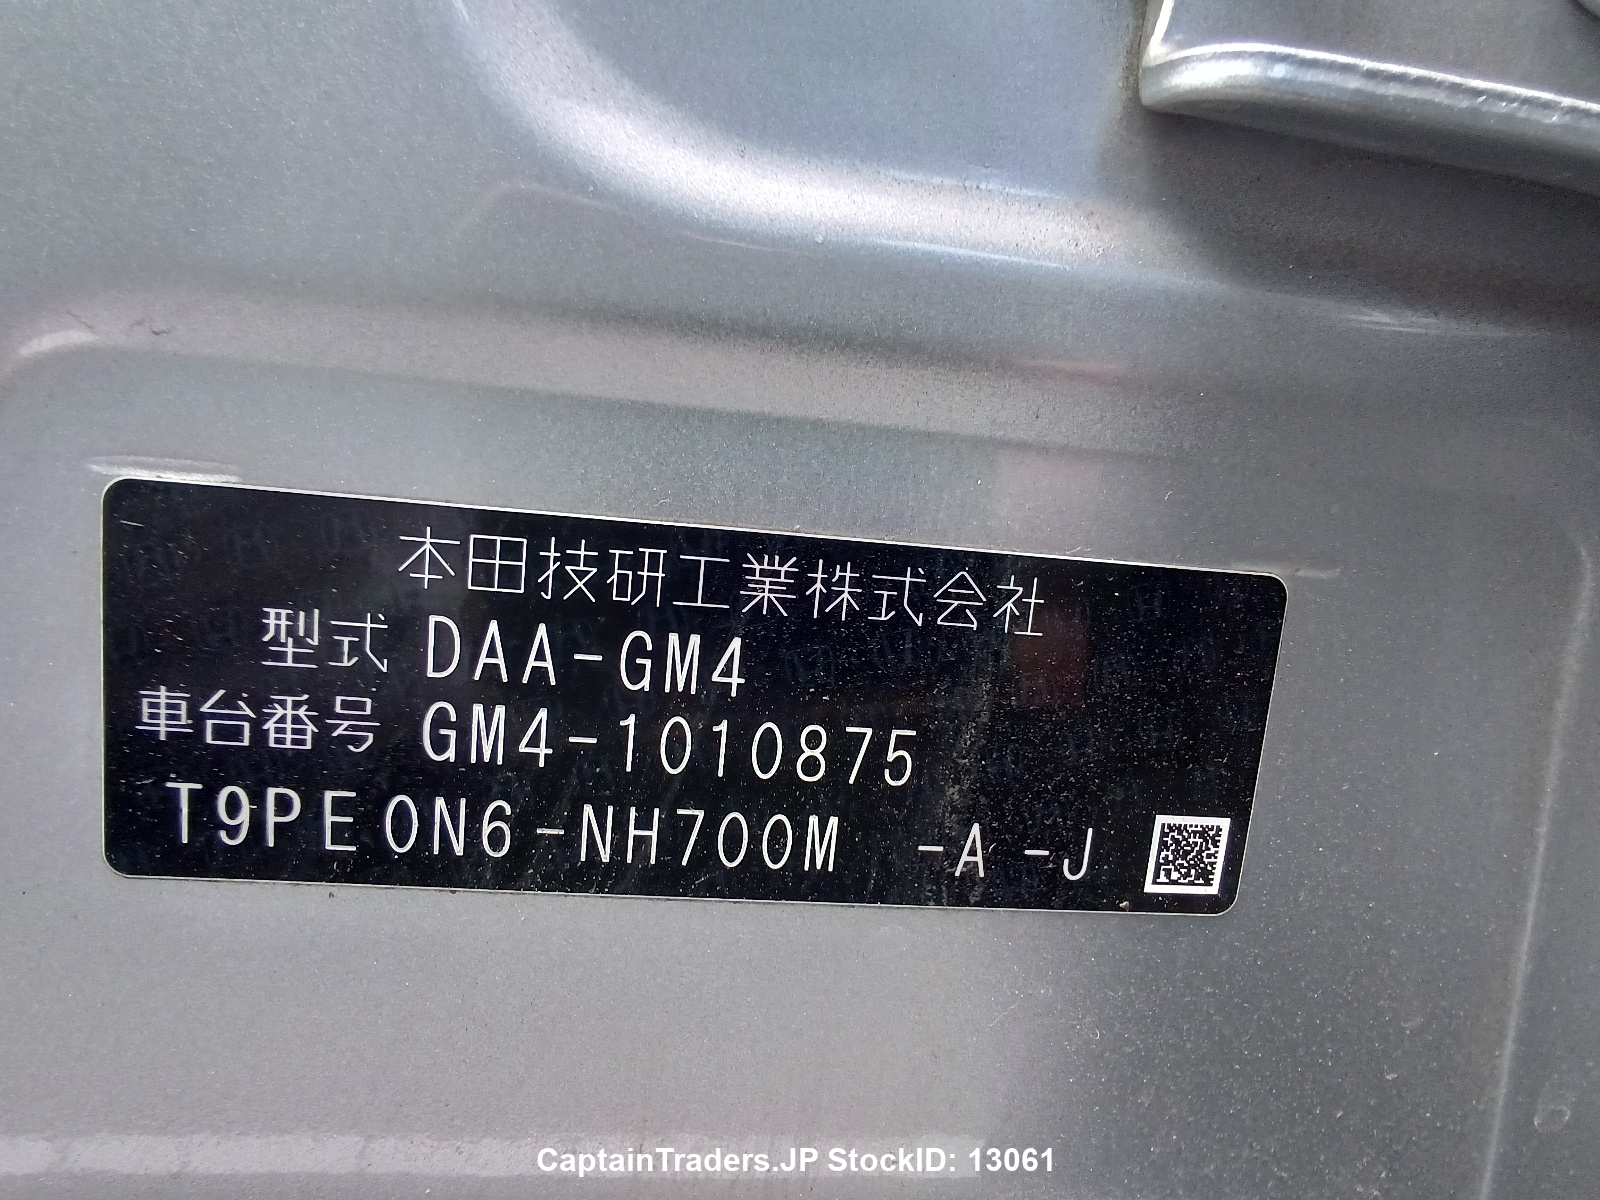 本田技研工業株式会社
型式 DAA-GM4
車台番号 GM4-1010875
T9PE0N6-NH700M -A -J
CaptainTraders.JP StockID: 13061